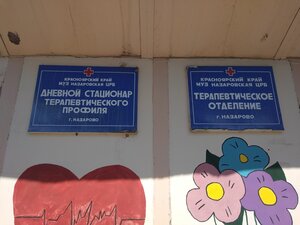 КРАСНОЯРСКИЙ КРАЙ
МУЗ НАЗАРОВСКАЯ ЦРБ
ДНЕВНОЙ СТАЦИОНАР
ТЕРАПЕВТИЧЕСКОГО
ПРОФИЛЯ
г. НАЗАРОВО
КРАСНОЯРСКИЙ КРАЙ
МУЗ НАЗАРОВСКАЯ ЦРБ
ТЕРАПЕВТИЧЕСКОЕ
ОТДЕЛЕНИЕ
г. НАЗАРОВО